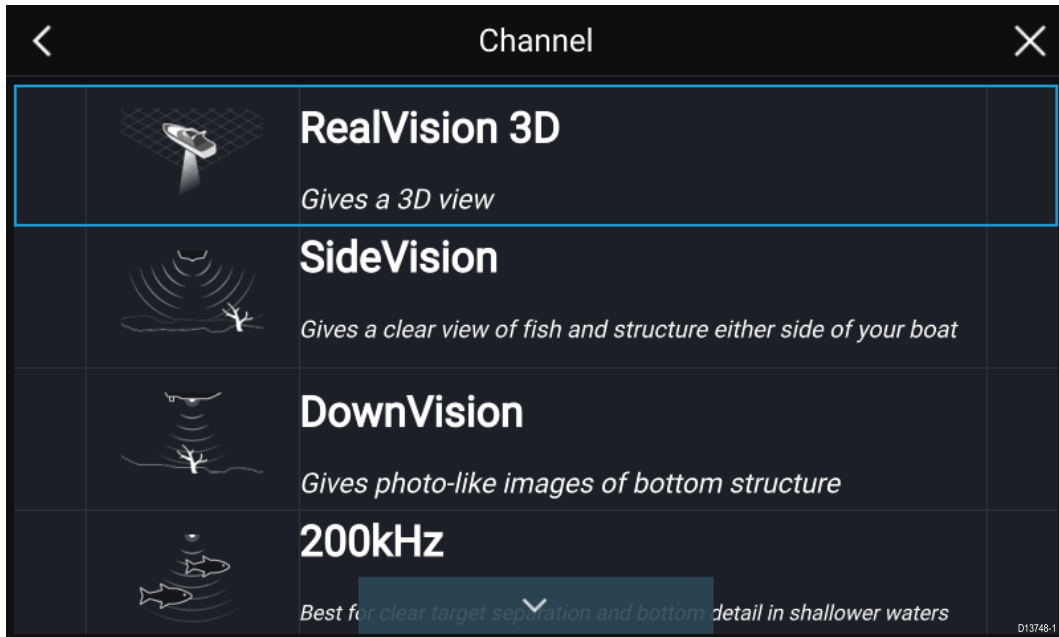 Channel
RealVision 3D
Gives a 3D view
SideVision
Gives a clear view of fish and structure either side of your boat
DownVision
Gives photo-like images of bottom structure
200kHz
Best for clear target separation and bottom detail in shallower waters
D13748-1